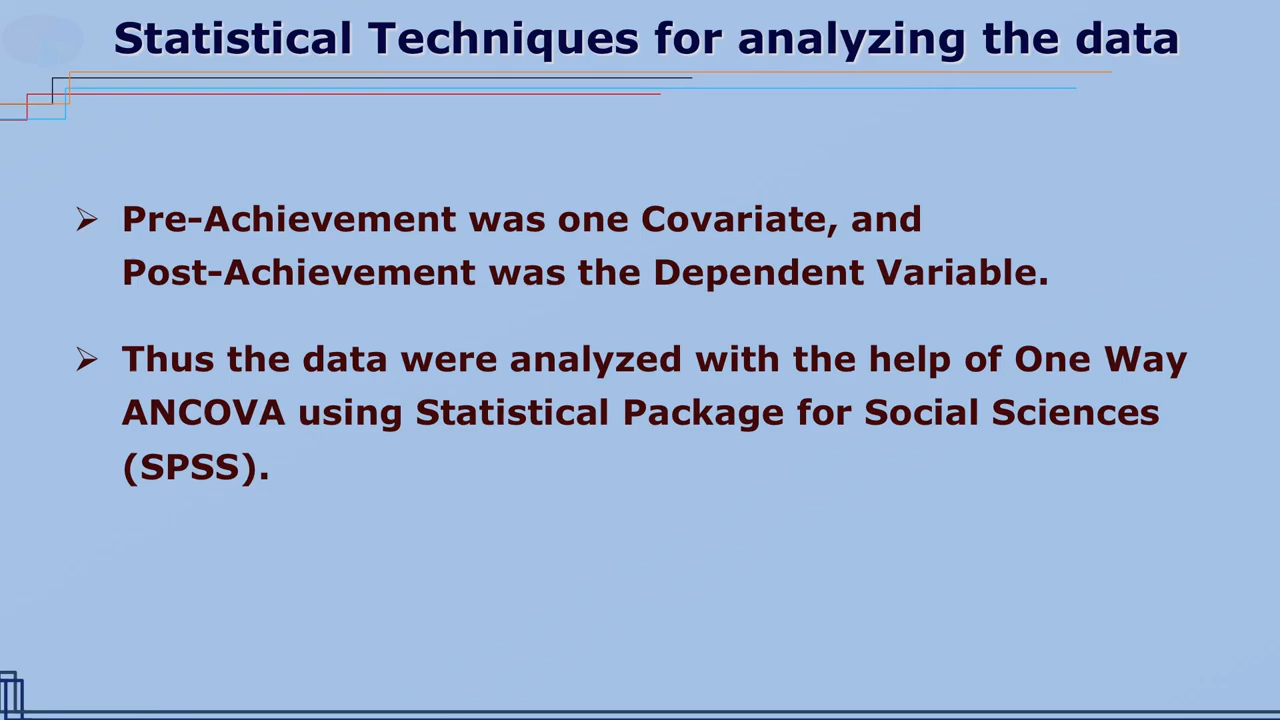 Statistical Techniques for analyzing the data
➢ Pre-Achievement was one Covariate, and
Post-Achievement was the Dependent Variable.
➢ Thus the data were analyzed with the help of One Way
ANCOVA using Statistical Package for Social Sciences
(SPSS).